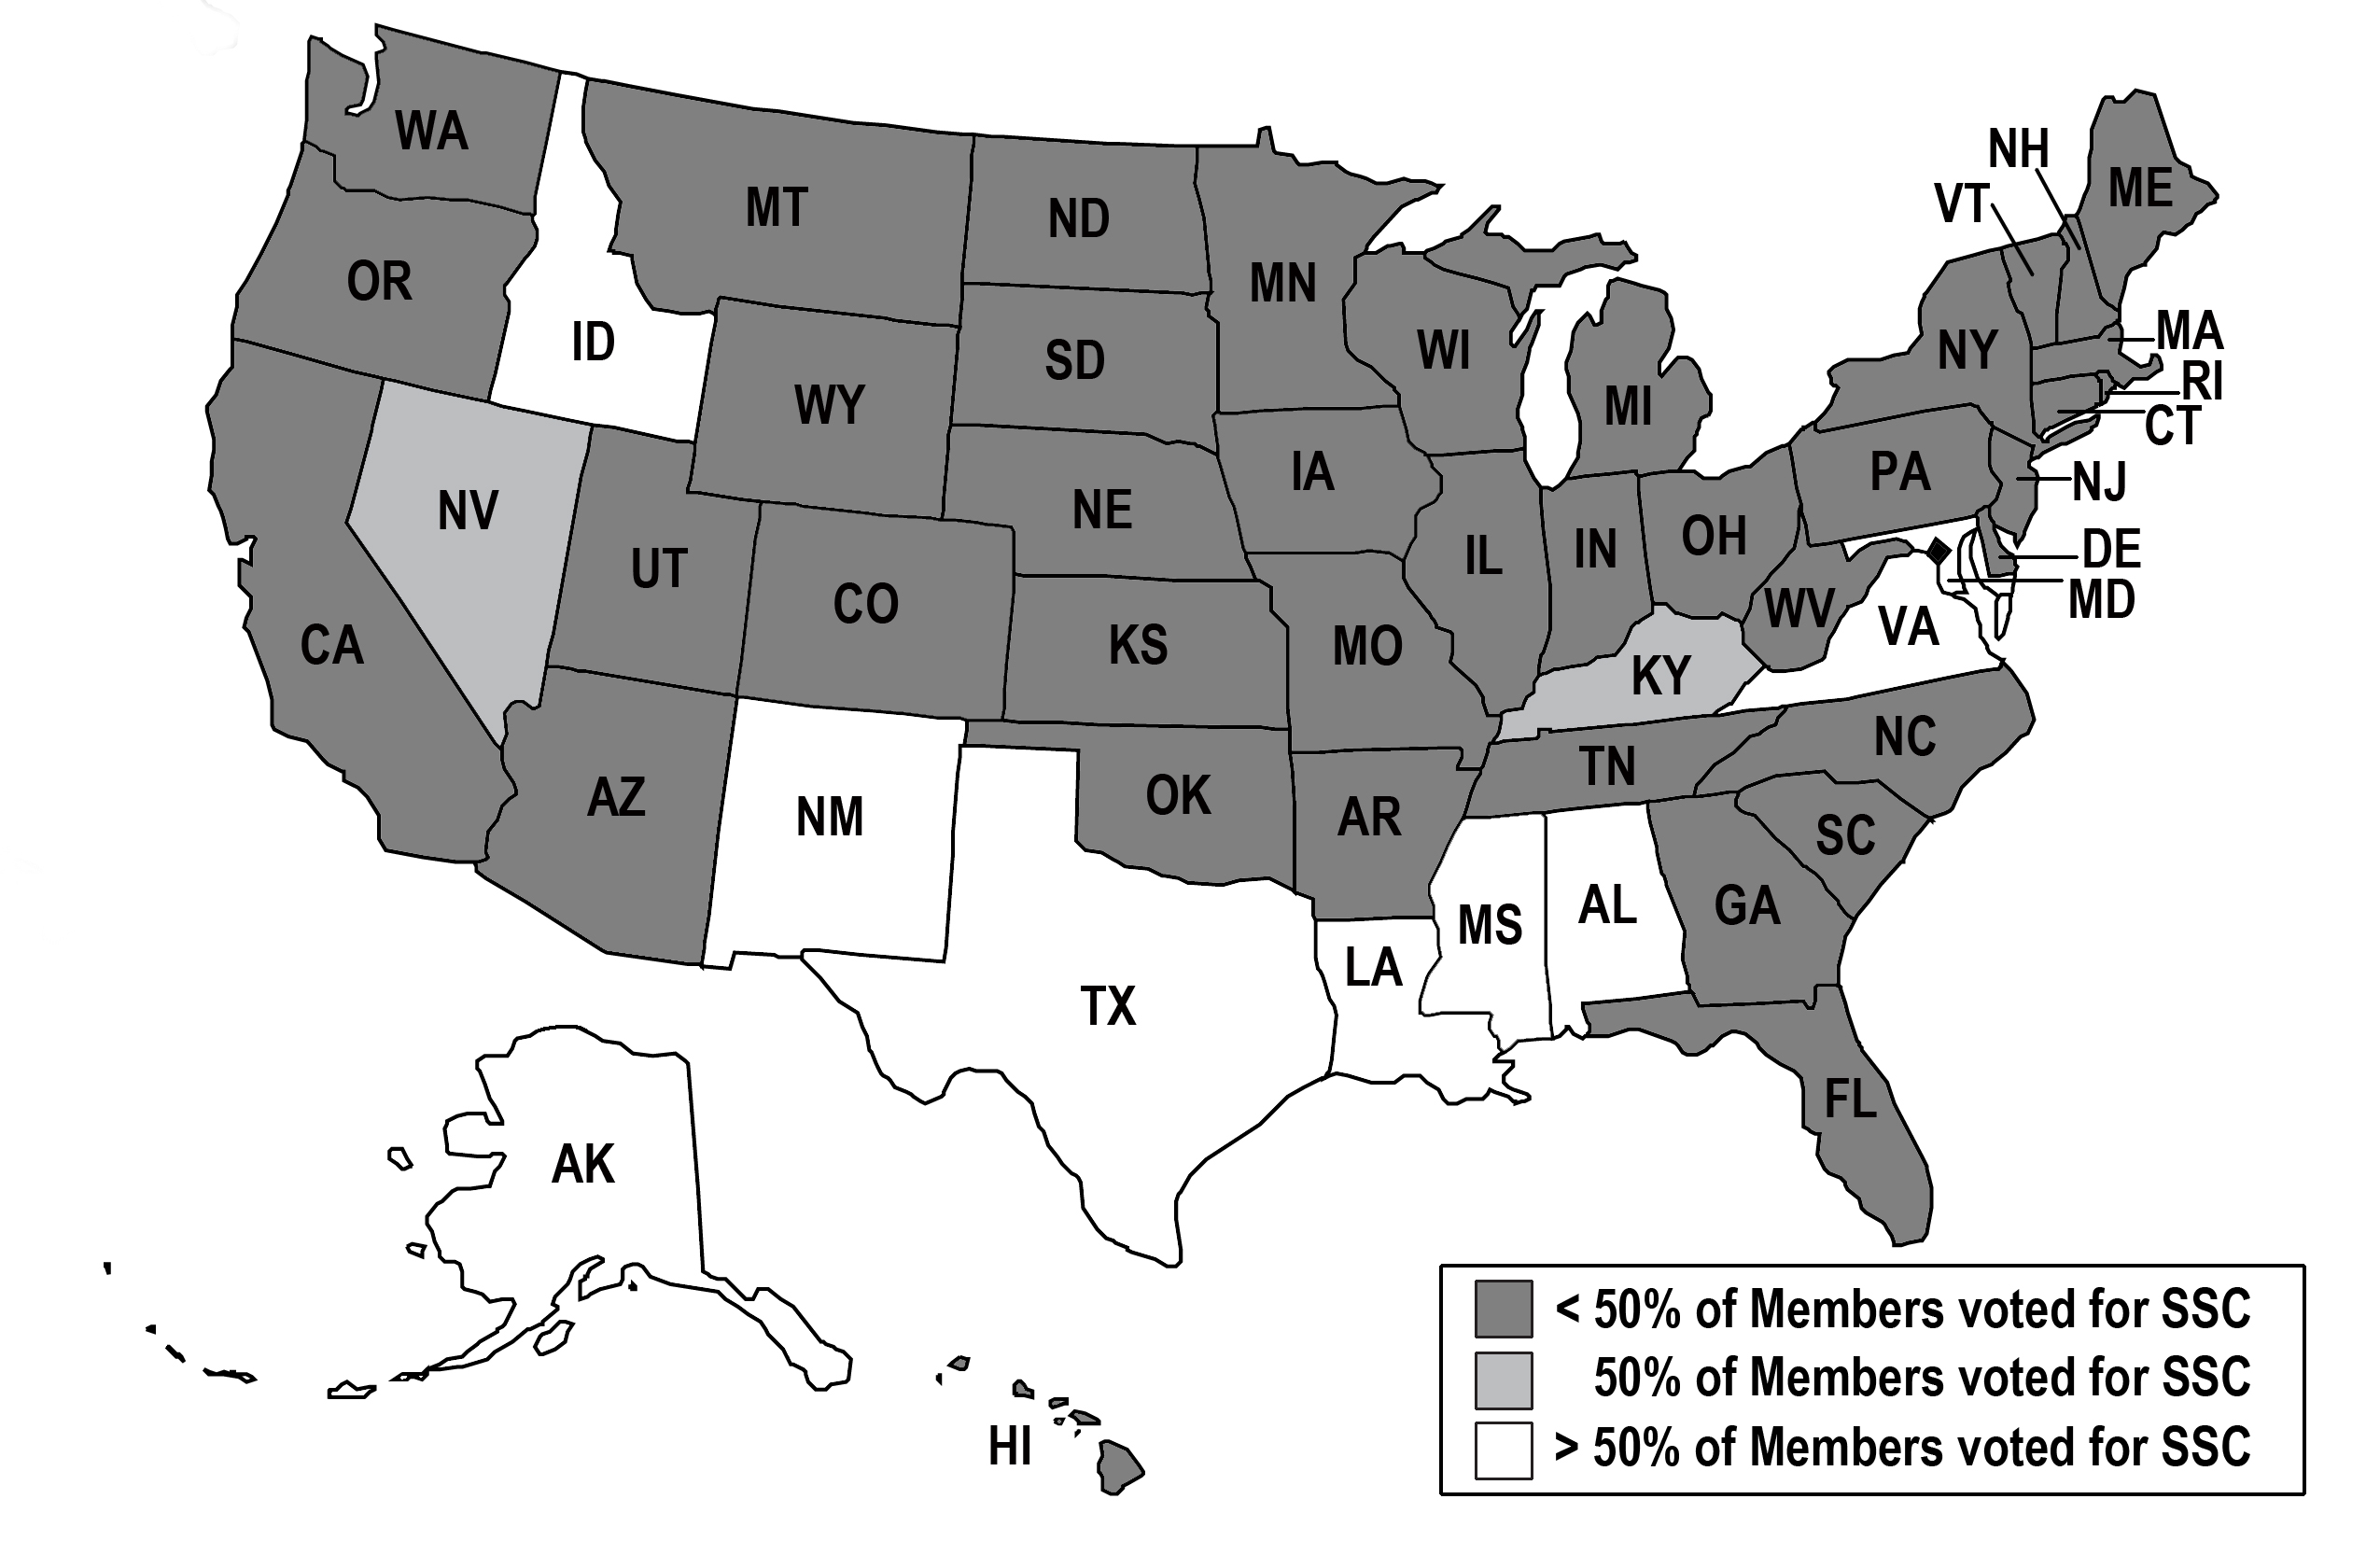 WA
MT
ND
MN
NH
VT
ME
OR
ID
SD
WI
NY
MA
WY
MI
RI
CT
IA
PA
NJ
NV
NE
UT
CO
IL
IN
OH
DE
MD
CA
KS
MO
WV
VA
KY
NC
AZ
NM
OK
TN
AR
SC
MS
AL
GA
LA
TX
FL
AK
HI
< 50% of Members voted for SSC
50% of Members voted for SSC
> 50% of Members voted for SSC